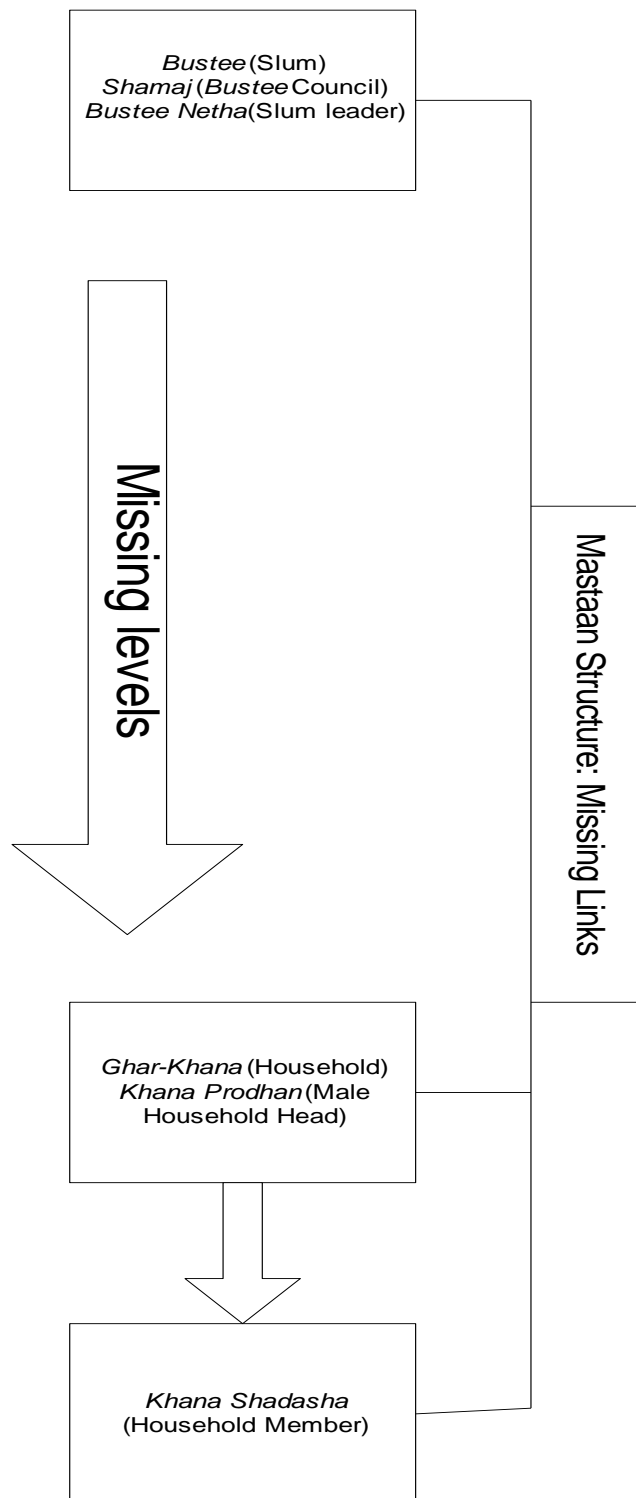 Bustee (Slum)
Shamaj (Bustee Council)
Bustee Netha (Slum leader)
Missing levels
Mastaan Structure: Missing Links
Ghar-Khana (Household)
Khana Prodhan (Male
Household Head)
Khana Shadasha
(Household Member)